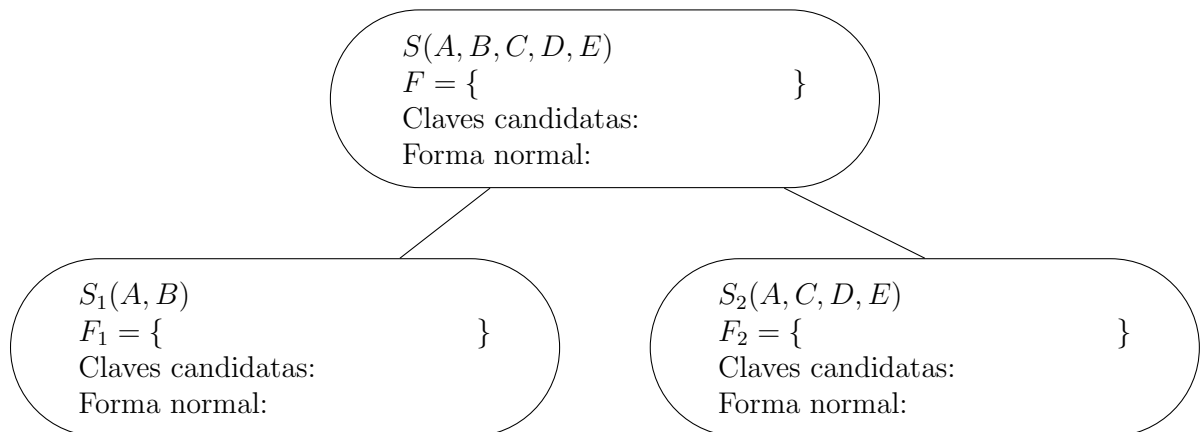 S(A, B, C, D, E)
F = { }
Claves candidatas:
Forma normal:
S₁(A, B)
F₁ = { }
Claves candidatas:
Forma normal:
S₂(A, C, D, E)
F₂ = { }
Claves candidatas:
Forma normal: